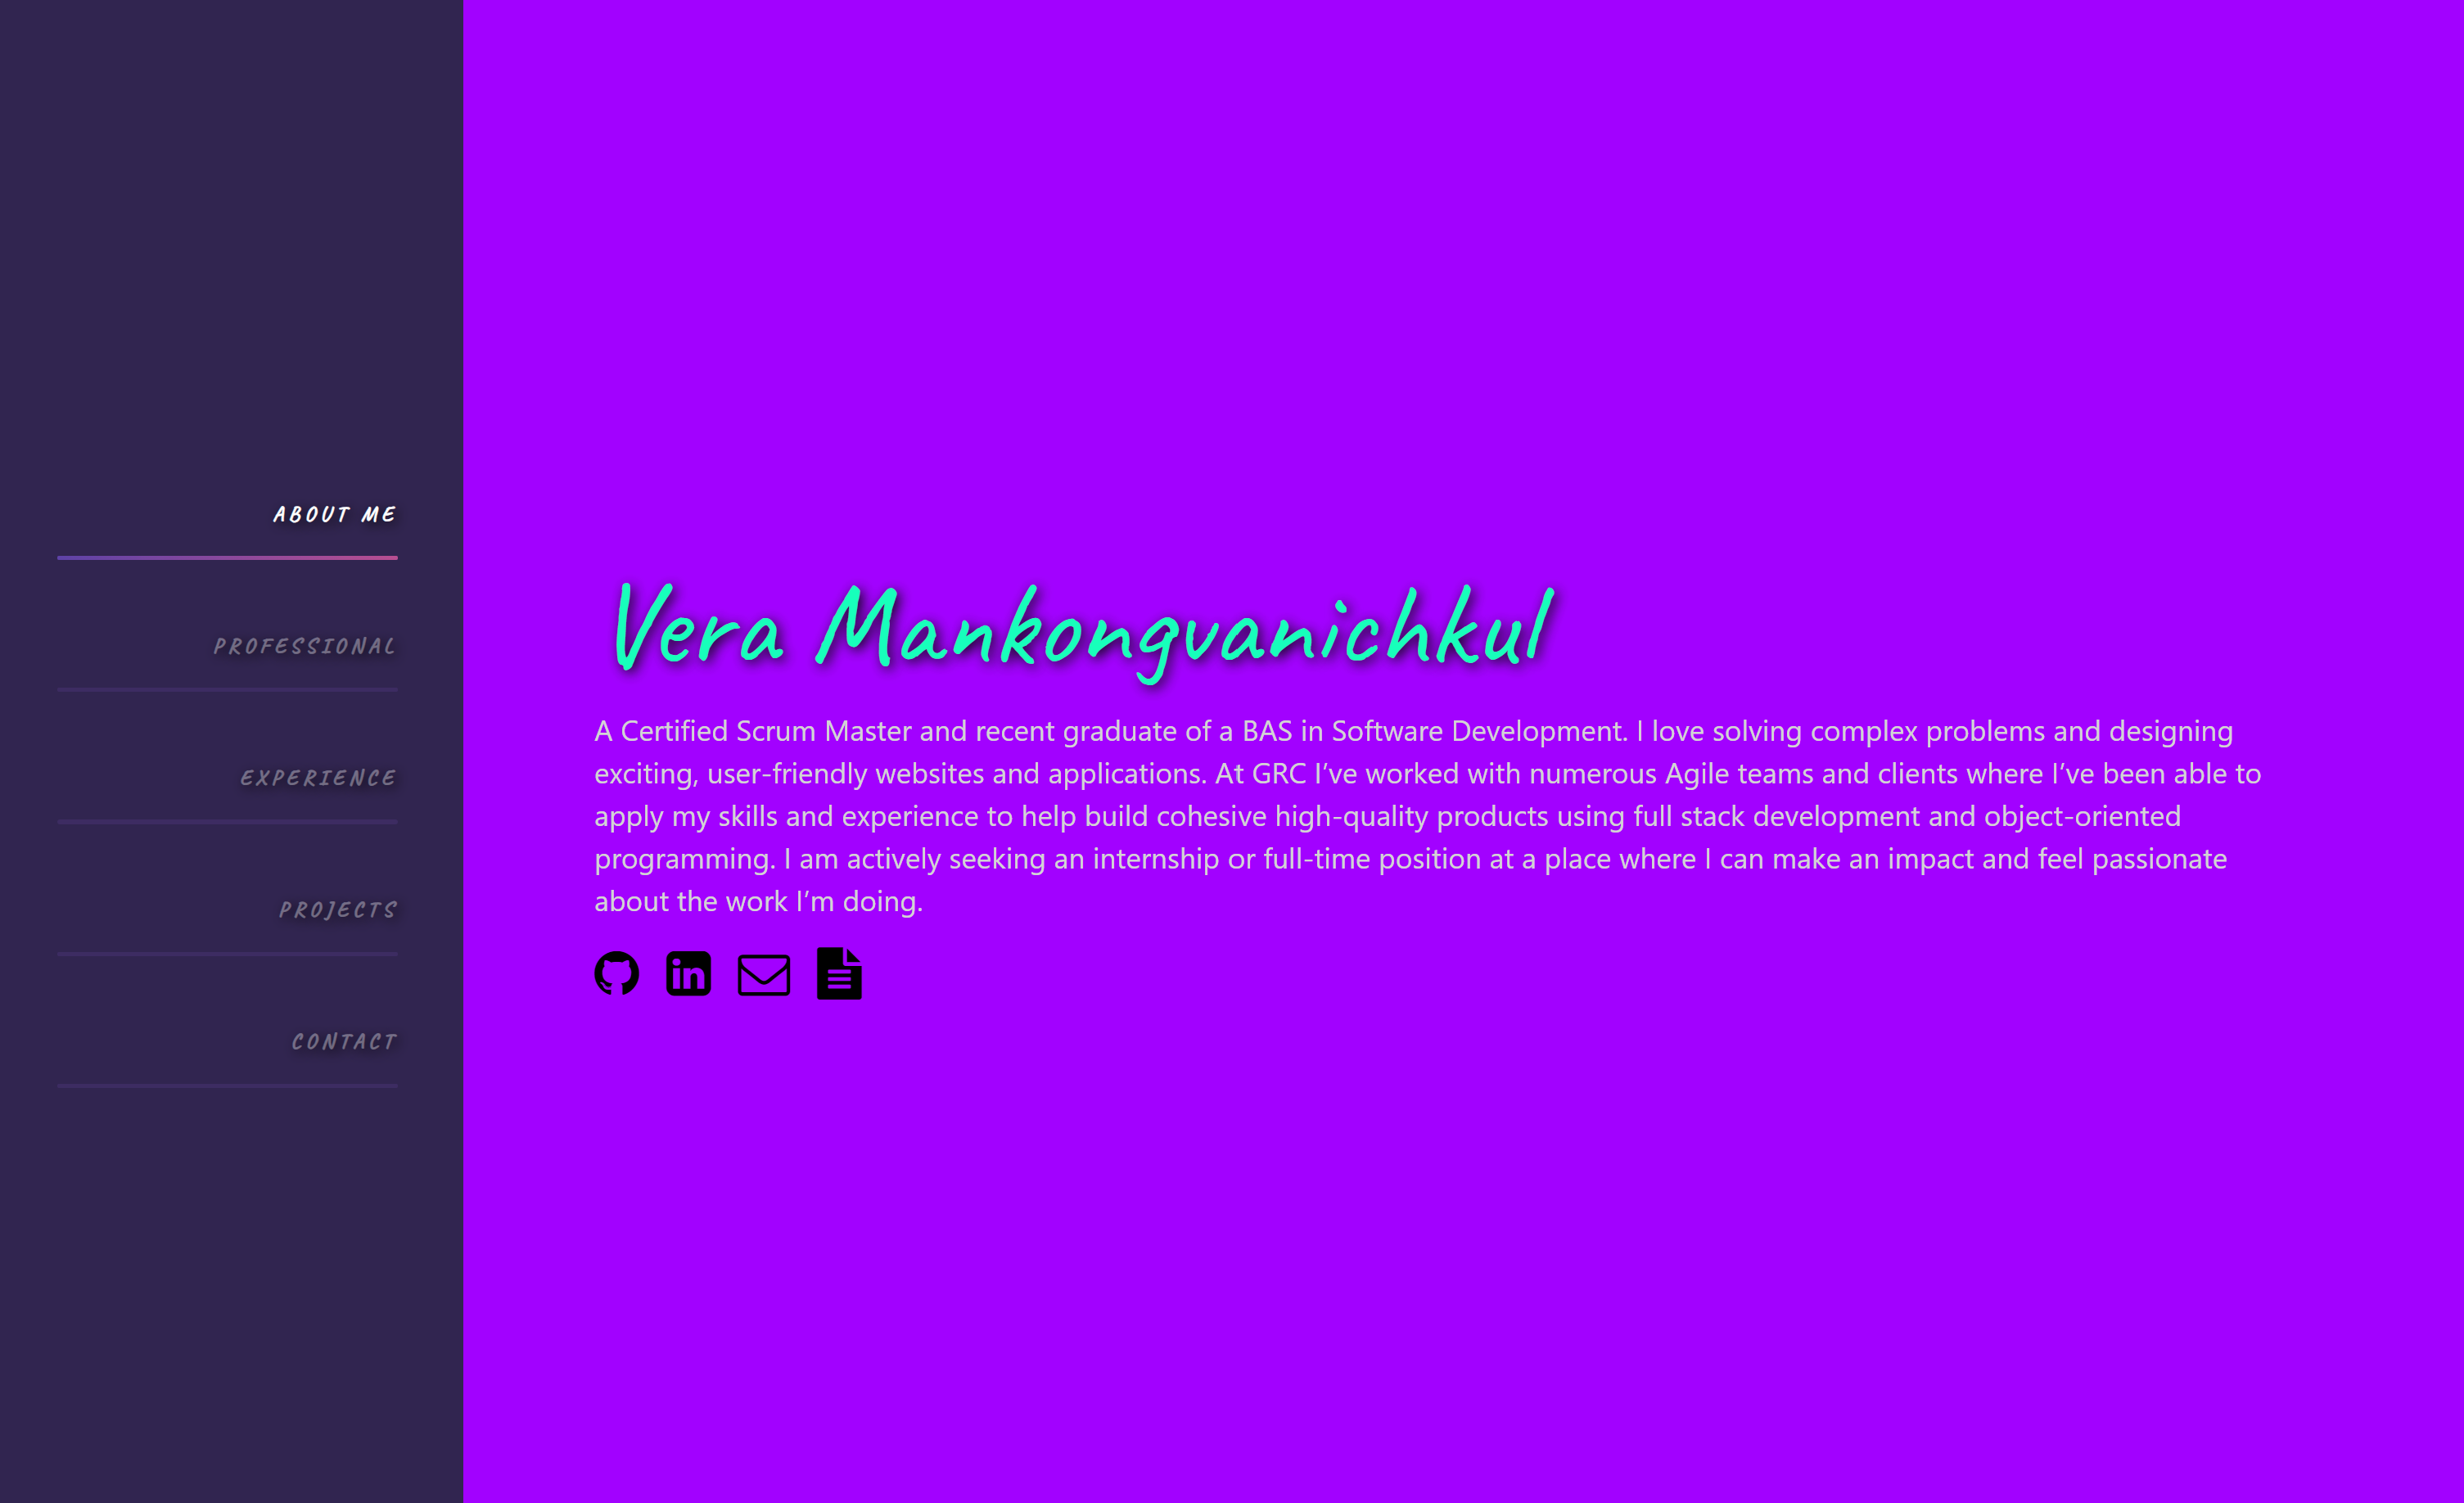 ABOUT ME
PROFESSIONAL
EXPERIENCE
PROJECTS
CONTACT
Vera Mankongvanichkul
A Certified Scrum Master and recent graduate of a BAS in Software Development. I love solving complex problems and designing
exciting, user-friendly websites and applications. At GRC I’ve worked with numerous Agile teams and clients where I’ve been able to
apply my skills and experience to help build cohesive high-quality products using full stack development and object-oriented
programming. I am actively seeking an internship or full-time position at a place where I can make an impact and feel passionate
about the work I’m doing.
in